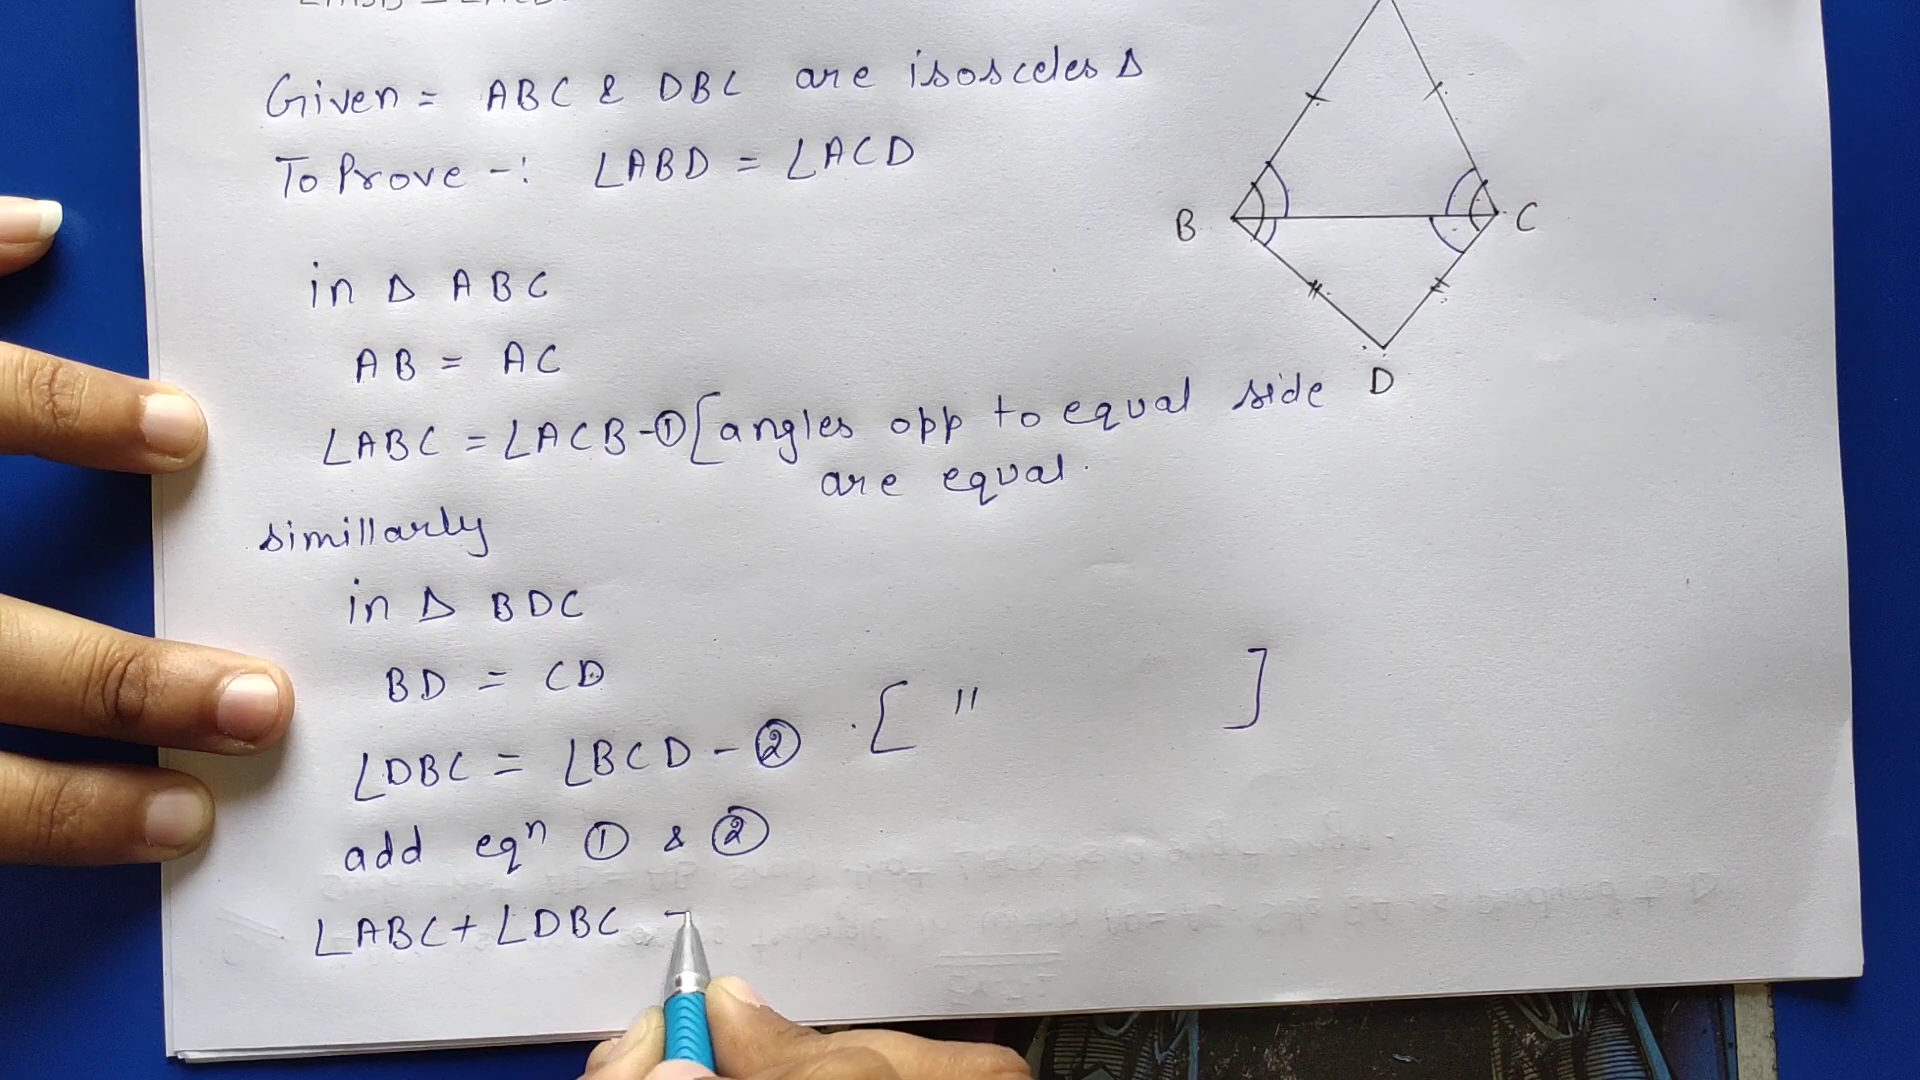 Given = ABC & DBC are isosceles Δ
To Prove -: ∠ABD = ∠ACD
B
C
in Δ ABC
AB = AC
D
∠ABC = ∠ACB - ① [angles opp to equal side
are equal.
simillarly
in Δ BDC
BD = CD
∠DBC = ∠BCD - ② [ " ]
add eqⁿ ① & ②
∠ABC + ∠DBC =